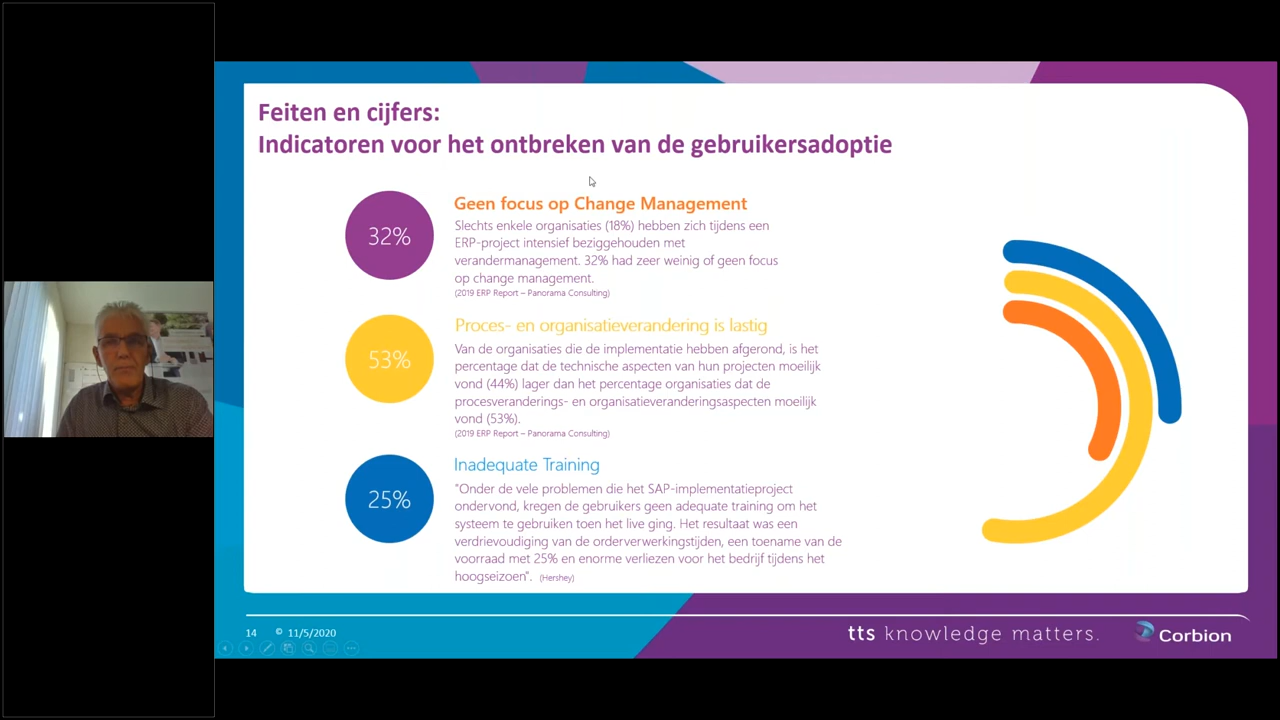 Feiten en cijfers:
Indicatoren voor het ontbreken van de gebruikersadoptie
32%
Geen focus op Change Management
Slechts enkele organisaties (18%) hebben zich tijdens een
ERP-project intensief beziggehouden met
verandermanagement. 32% had zeer weinig of geen focus
op change management.
(2019 ERP Report – Panorama Consulting)
53%
Proces- en organisatieverandering is lastig
Van de organisaties die de implementatie hebben afgerond, is het
percentage dat de technische aspecten van hun projecten moeilijk
vond (44%) lager dan het percentage organisaties dat de
procesveranderings- en organisatieveranderingsaspecten moeilijk
vond (53%).
(2019 ERP Report – Panorama Consulting)
25%
Inadequate Training
"Onder de vele problemen die het SAP-implementatieproject
ondervond, kregen de gebruikers geen adequate training om het
systeem te gebruiken toen het live ging. Het resultaat was een
verdrievoudiging van de orderverwerkingstijden, een toename van de
voorraad met 25% en enorme verliezen voor het bedrijf tijdens het
hoogseizoen". (Hershey)
14 © 11/5/2020
tts knowledge matters.
Corbion